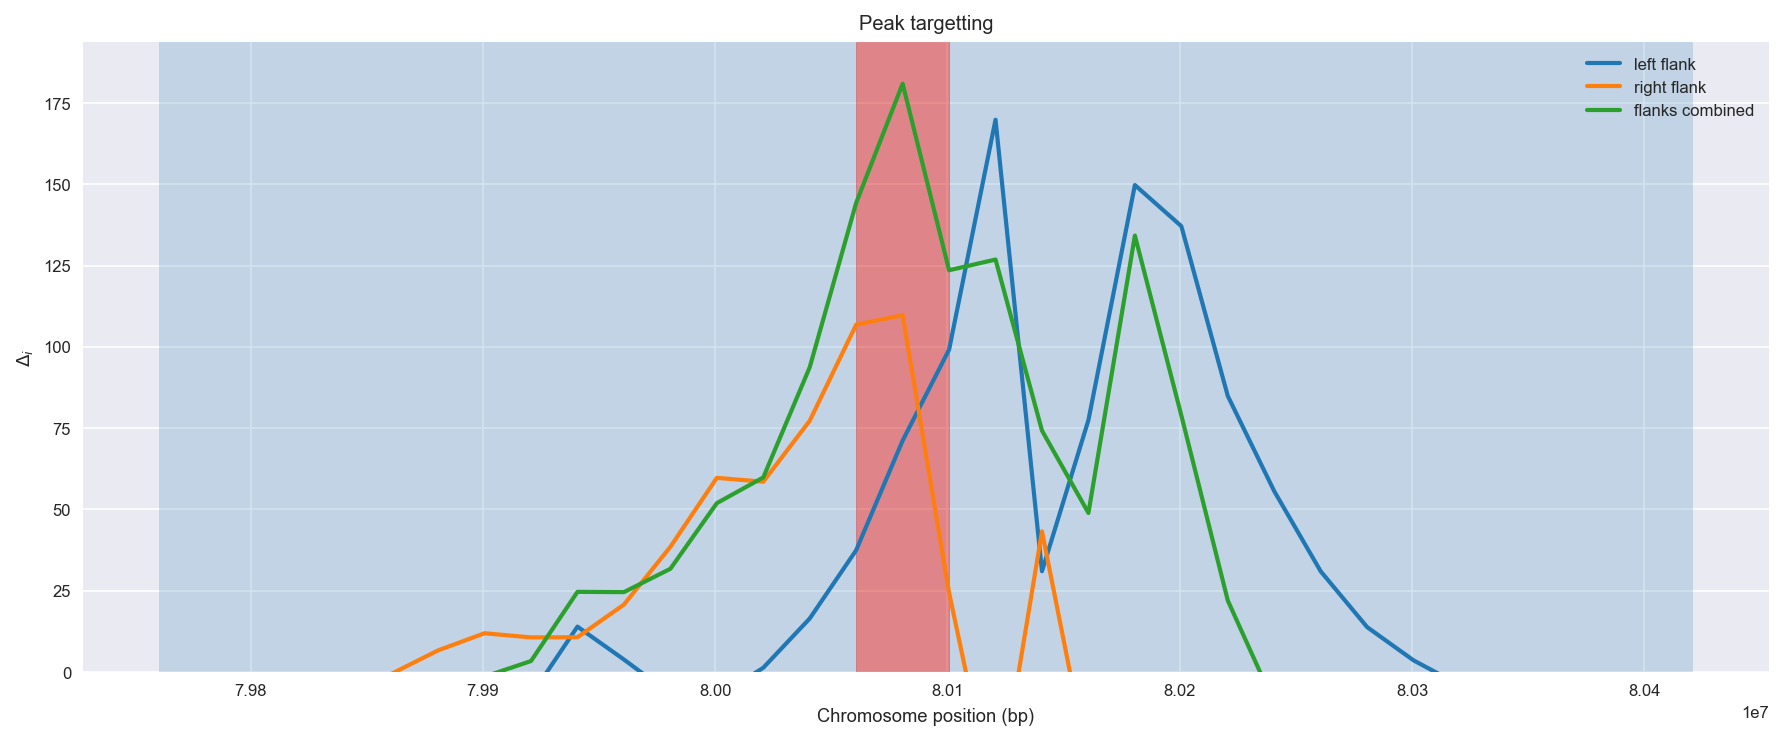 Peak targetting
left flank
right flank
flanks combined
175
150
125
100
75
50
25
0
Δi
7.98
7.99
8.00
8.01
8.02
8.03
8.04
1e7
Chromosome position (bp)